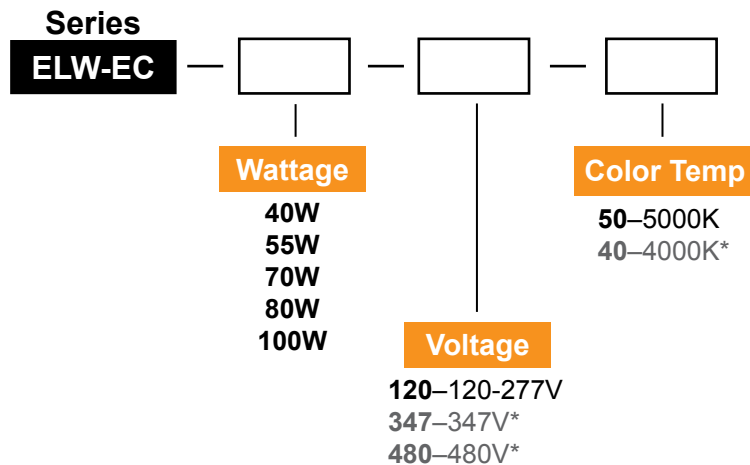 Series
ELW-EC
Wattage
40W
55W
70W
80W
100W
Voltage
120–120-277V
347–347V*
480–480V*
Color Temp
50–5000K
40–4000K*